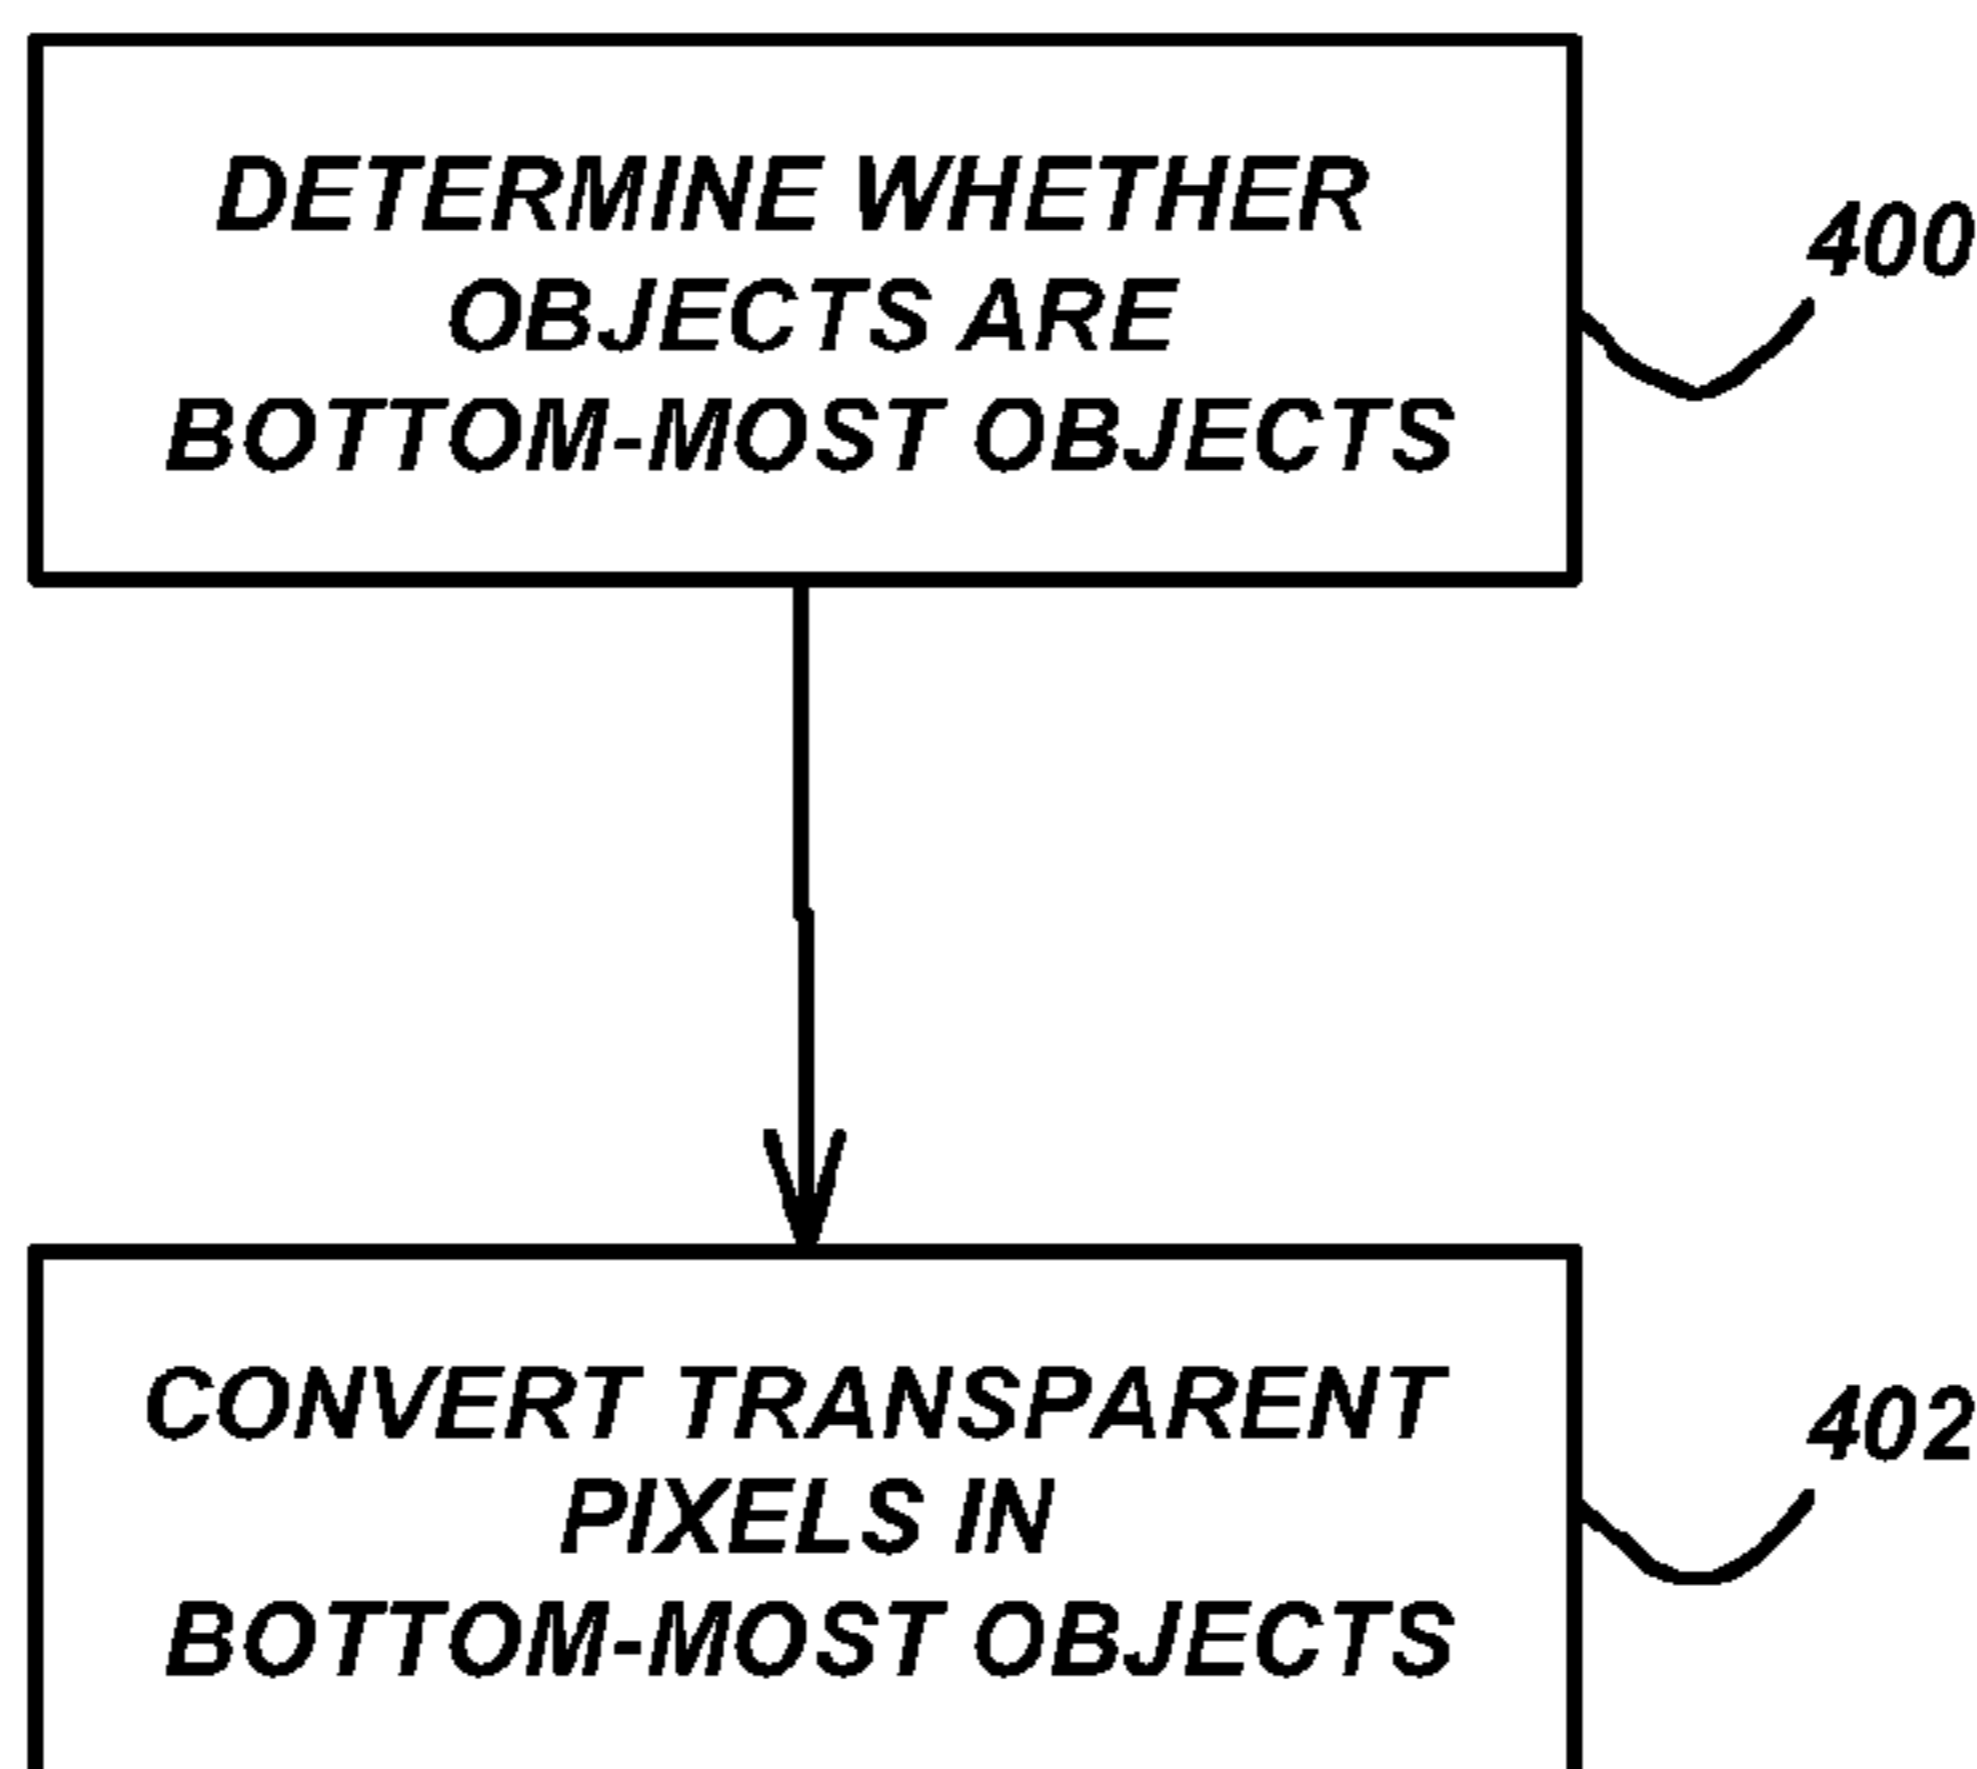 DETERMINE WHETHER
OBJECTS ARE
BOTTOM-MOST OBJECTS
400
CONVERT TRANSPARENT
PIXELS IN
BOTTOM-MOST OBJECTS
402